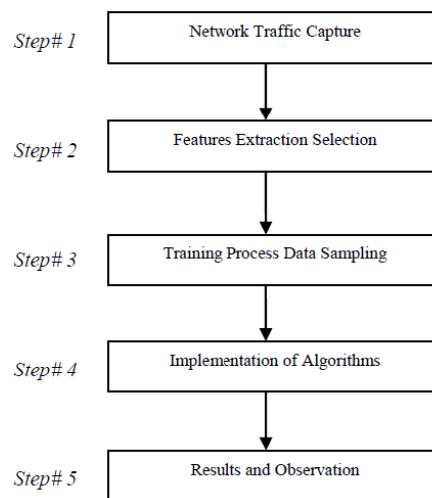 Step# 1
Network Traffic Capture
Step# 2
Features Extraction Selection
Step# 3
Training Process Data Sampling
Step# 4
Implementation of Algorithms
Step# 5
Results and Observation